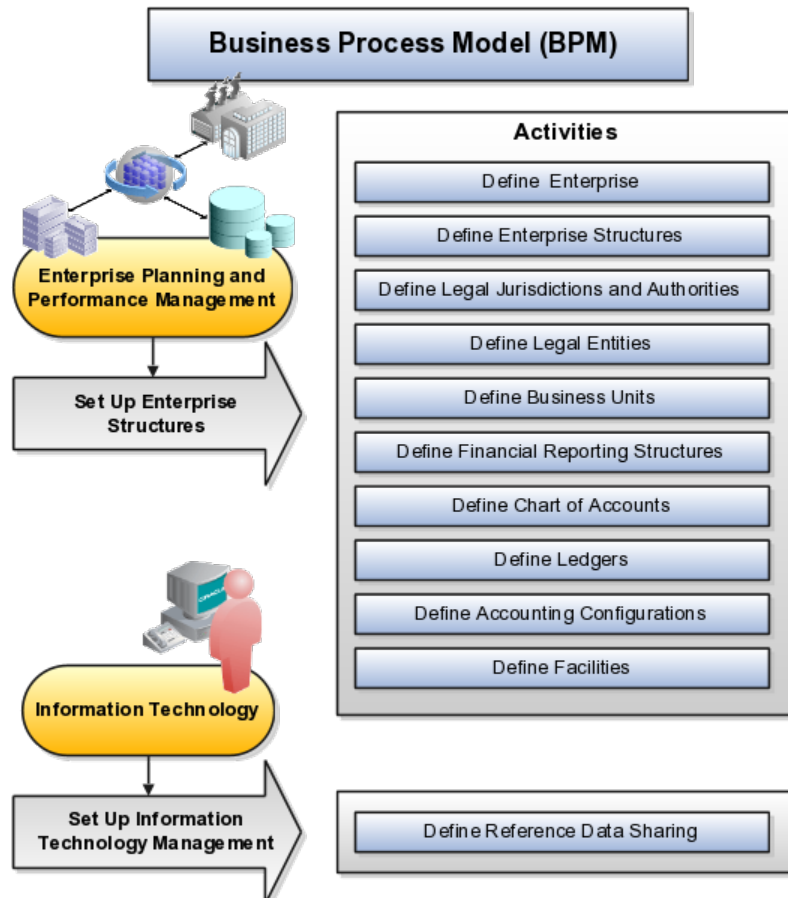 Business Process Model (BPM)
Activities
Define Enterprise
Define Enterprise Structures
Define Legal Jurisdictions and Authorities
Define Legal Entities
Define Business Units
Define Financial Reporting Structures
Define Chart of Accounts
Define Ledgers
Define Accounting Configurations
Define Facilities
Enterprise Planning and
Performance Management
Set Up Enterprise
Structures
ORACLE
Information Technology
Set Up Information
Technology Management
Define Reference Data Sharing